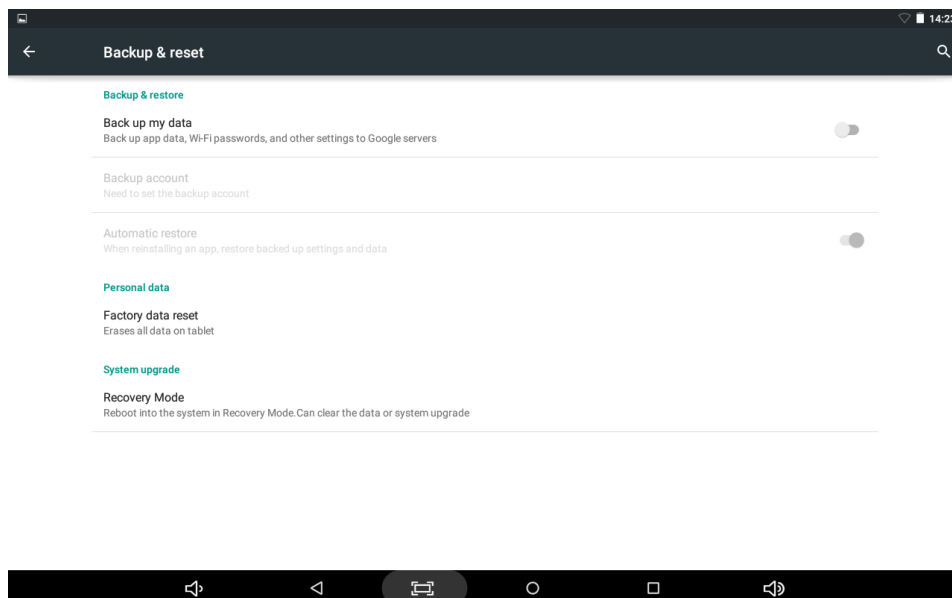 14:23
Backup & reset
Backup & restore
Back up my data
Back up app data, Wi-Fi passwords, and other settings to Google servers
Backup account
Need to set the backup account
Automatic restore
When reinstalling an app, restore backed up settings and data
Personal data
Factory data reset
Erases all data on tablet
System upgrade
Recovery Mode
Reboot into the system in Recovery Mode.Can clear the data or system upgrade